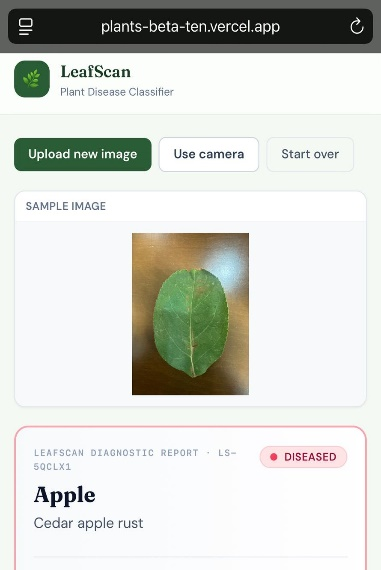 plants-beta-ten.vercel.app
LeafScan
Plant Disease Classifier
Upload new image
Use camera
Start over
SAMPLE IMAGE
LEAFSCAN DIAGNOSTIC REPORT · LS-
5QCLX1
DISEASED
Apple
Cedar apple rust